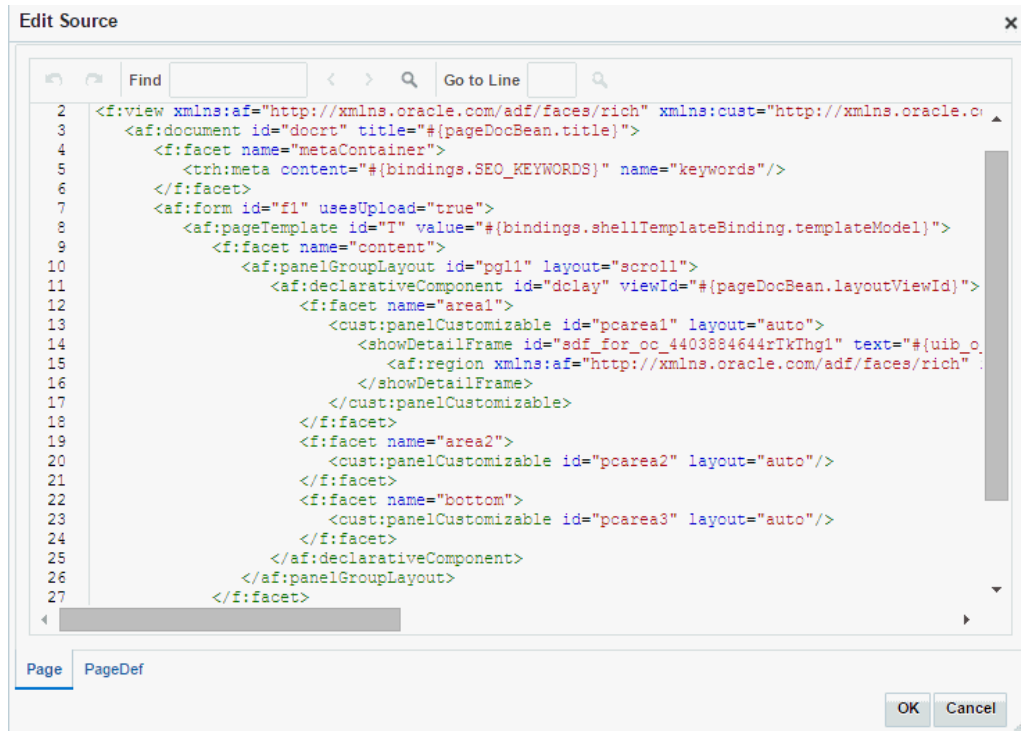 Edit Source
Find Go to Line
2 <f:view xmlns:af="http://xmlns.oracle.com/adf/faces/rich" xmlns:cust="http://xmlns.oracle.c
3 <af:document id="docrt" title="#{pageDocBean.title}">
4 <f:facet name="metaContainer">
5 <trh:meta content="#{bindings.SEO_KEYWORDS}" name="keywords"/>
6 </f:facet>
7 <af:form id="f1" usesUpload="true">
8 <af:pageTemplate id="T" value="#{bindings.shellTemplateBinding.templateModel}">
9 <f:facet name="content">
10 <af:panelGroupLayout id="pgl1" layout="scroll">
11 <af:declarativeComponent id="dclay" viewId="#{pageDocBean.layoutViewId}">
12 <f:facet name="area1">
13 <cust:panelCustomizable id="pcarea1" layout="auto">
14 <showDetailFrame id="sdf_for_oc_4403884644rTkThg1" text="#{uib_o_
15 <af:region xmlns:af="http://xmlns.oracle.com/adf/faces/rich"
16 </showDetailFrame>
17 </cust:panelCustomizable>
18 </f:facet>
19 <f:facet name="area2">
20 <cust:panelCustomizable id="pcarea2" layout="auto"/>
21 </f:facet>
22 <f:facet name="bottom">
23 <cust:panelCustomizable id="pcarea3" layout="auto"/>
24 </f:facet>
25 </af:declarativeComponent>
26 </af:panelGroupLayout>
27 </f:facet>
Page PageDef
OK Cancel